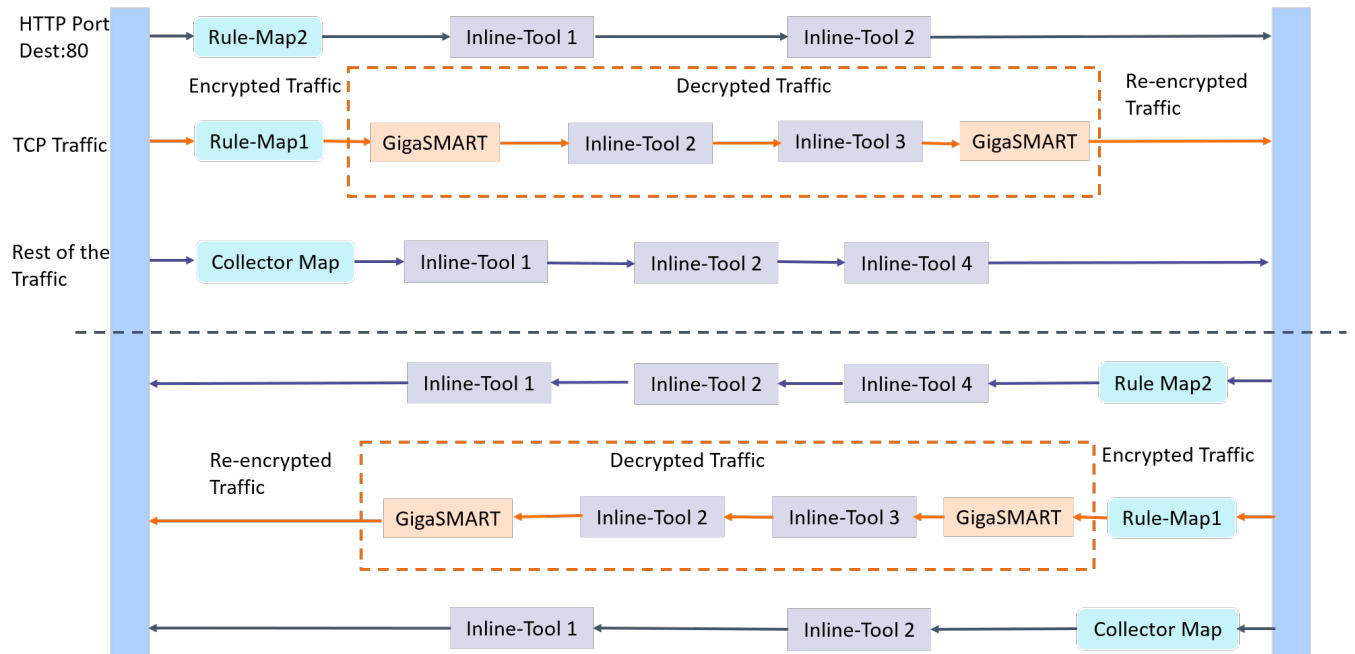 HTTP Port
Dest:80
Rule-Map2
Inline-Tool 1
Inline-Tool 2
Encrypted Traffic
Decrypted Traffic
Re-encrypted
Traffic
TCP Traffic
Rule-Map1
GigaSMART
Inline-Tool 2
Inline-Tool 3
GigaSMART
Rest of the
Traffic
Collector Map
Inline-Tool 1
Inline-Tool 2
Inline-Tool 4
Inline-Tool 1
Inline-Tool 2
Inline-Tool 4
Rule Map2
Re-encrypted
Traffic
Decrypted Traffic
Encrypted Traffic
GigaSMART
Inline-Tool 2
Inline-Tool 3
GigaSMART
Rule-Map1
Inline-Tool 1
Inline-Tool 2
Collector Map